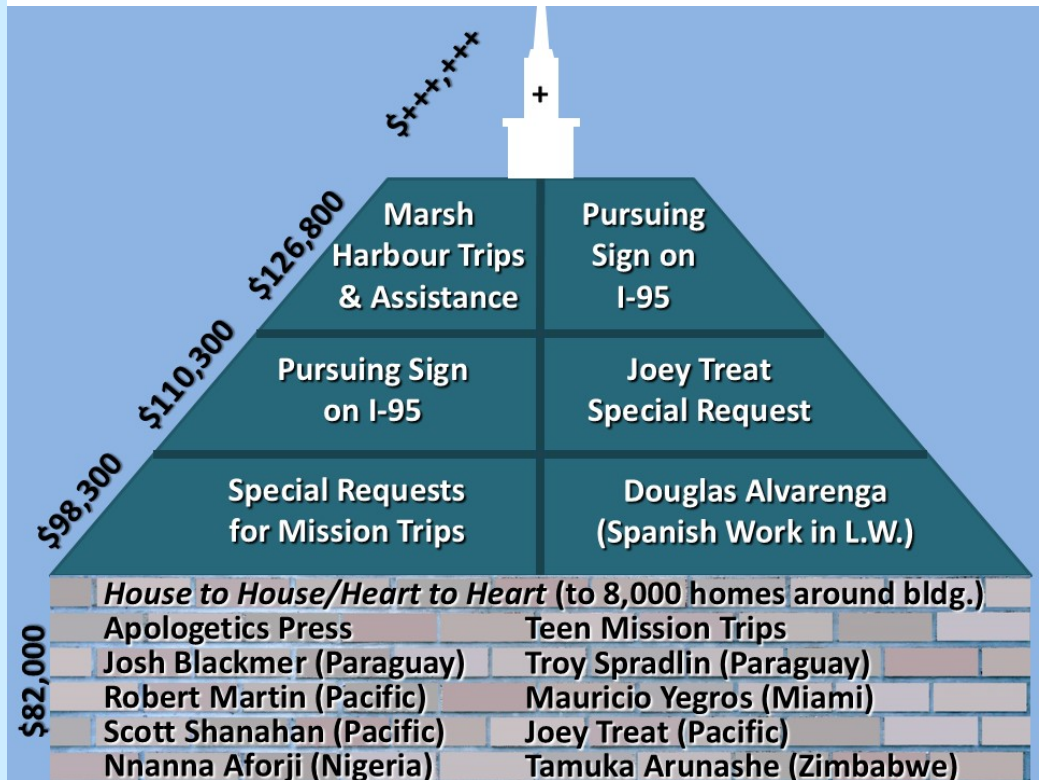 $+++,+++
+
$126,800
Marsh
Harbour Trips
& Assistance
Pursuing
Sign on
I-95
$110,300
Pursuing Sign
on I-95
Joey Treat
Special Request
$98,300
Special Requests
for Mission Trips
Douglas Alvarenga
(Spanish Work in L.W.)
$82,000
House to House/Heart to Heart (to 8,000 homes around bldg.)
Apologetics Press Teen Mission Trips
Josh Blackmer (Paraguay) Troy Spradlin (Paraguay)
Robert Martin (Pacific) Mauricio Yegros (Miami)
Scott Shanahan (Pacific) Joey Treat (Pacific)
Nnanna Aforji (Nigeria) Tamuka Arunashe (Zimbabwe)